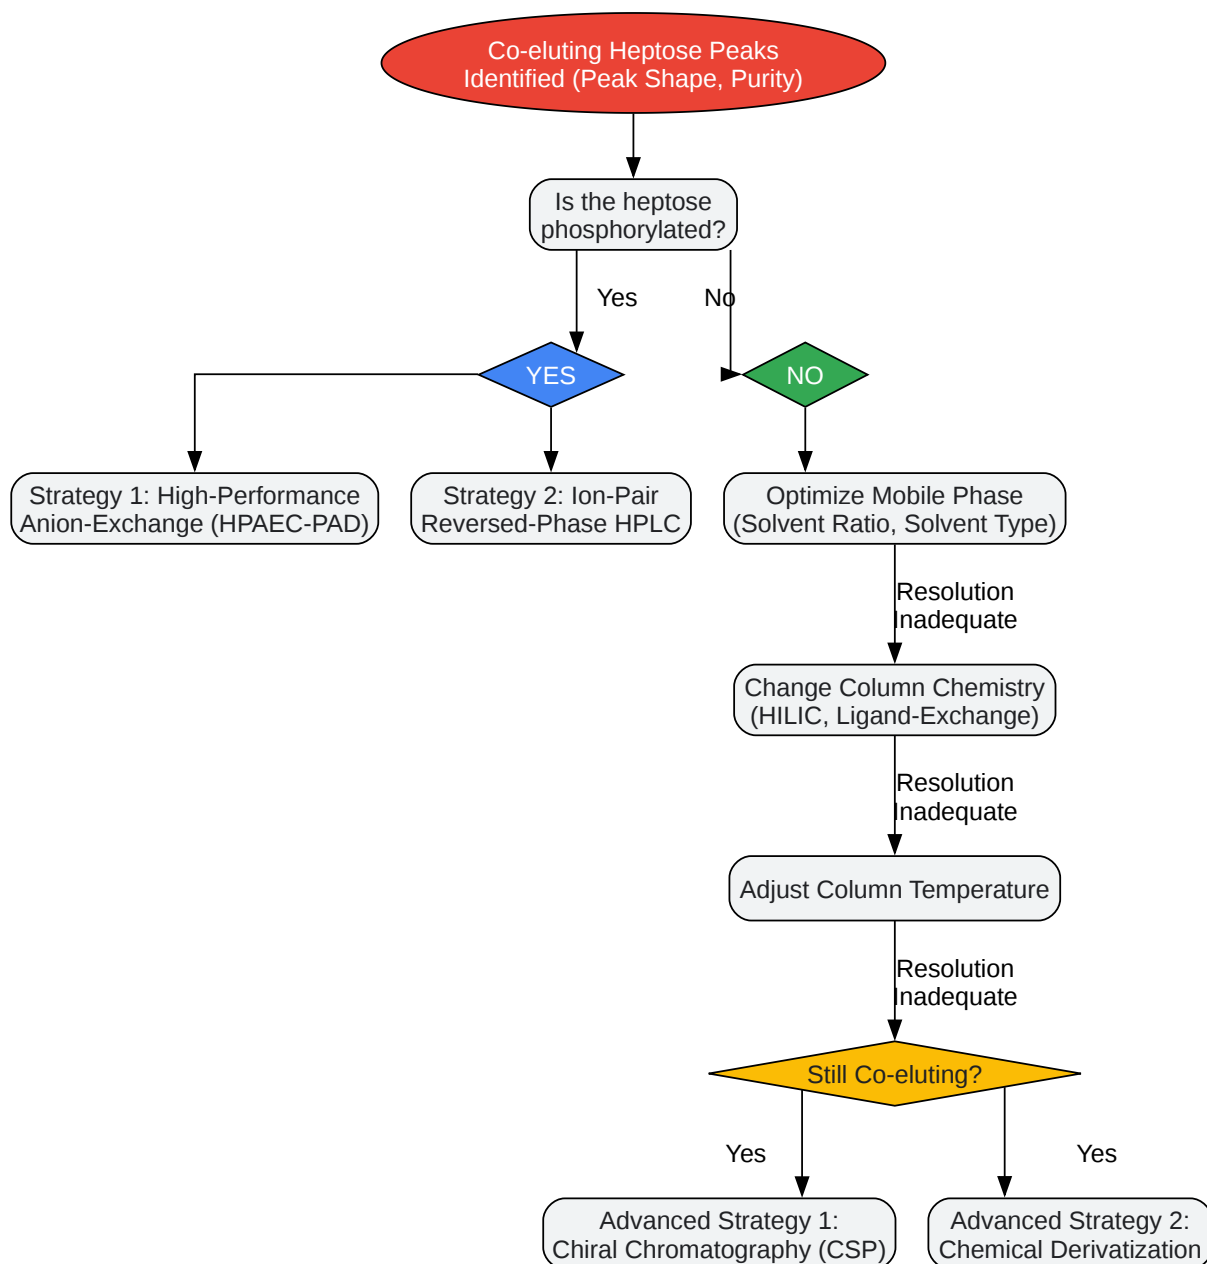 Co-eluting Heptose Peaks
Identified (Peak Shape, Purity)
Is the heptose
phosphorylated?
Yes
No
YES
NO
Strategy 1: High-Performance
Anion-Exchange (HPAEC-PAD)
Strategy 2: Ion-Pair
Reversed-Phase HPLC
Optimize Mobile Phase
(Solvent Ratio, Solvent Type)
Resolution
Inadequate
Change Column Chemistry
(HILIC, Ligand-Exchange)
Resolution
Inadequate
Adjust Column Temperature
Resolution
Inadequate
Still Co-eluting?
Yes
Yes
Advanced Strategy 1:
Chiral Chromatography (CSP)
Advanced Strategy 2:
Chemical Derivatization